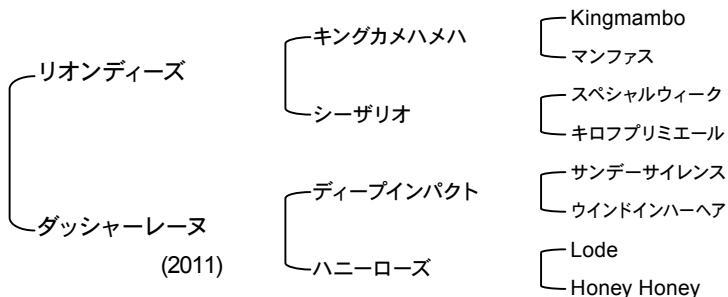 リオンディーズ
キングカメハメハ
Kingmambo
マンファス
シーザリオ
スペシャルウィーク
キロフプリミエール
ダッシャーレーヌ
(2011)
ディープインパクト
サンデーサイレンス
ウインドインハーヘア
ハニーローズ
Lode
Honey Honey